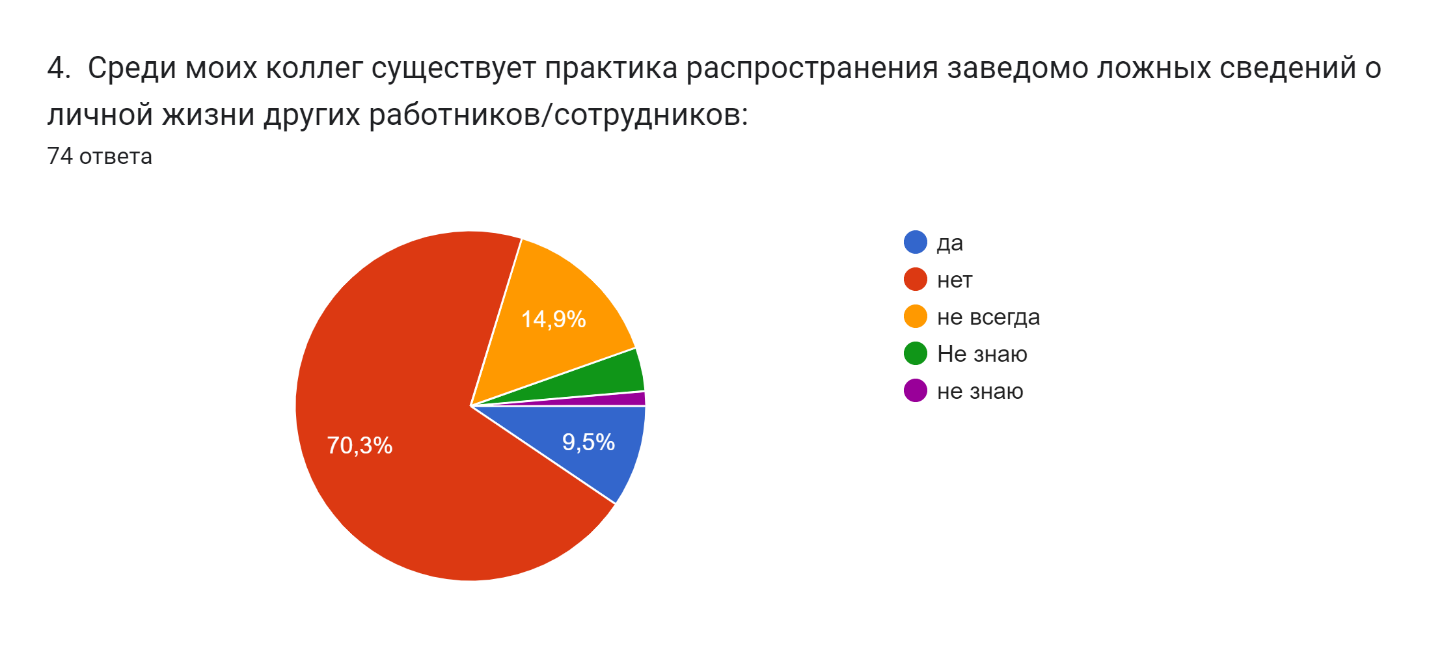 4. Среди моих коллег существует практика распространения заведомо ложных сведений о
личной жизни других работников/сотрудников:
74 ответа
да
нет
не всегда
Не знаю
не знаю
14,9%
70,3%
9,5%